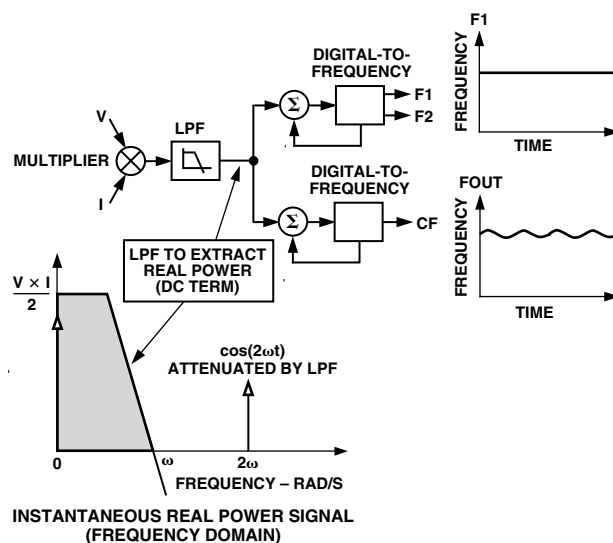 F1
DIGITAL-TO-
FREQUENCY
FREQUENCY
V
LPF
Σ
F1
F2
MULTIPLIER
I
TIME
DIGITAL-TO-
FREQUENCY
FOUT
FREQUENCY
Σ
CF
LPF TO EXTRACT
REAL POWER
(DC TERM)
TIME
V × I
2
cos(2ωt)
ATTENUATED BY LPF
0
ω
2ω
FREQUENCY – RAD/S
INSTANTANEOUS REAL POWER SIGNAL
(FREQUENCY DOMAIN)